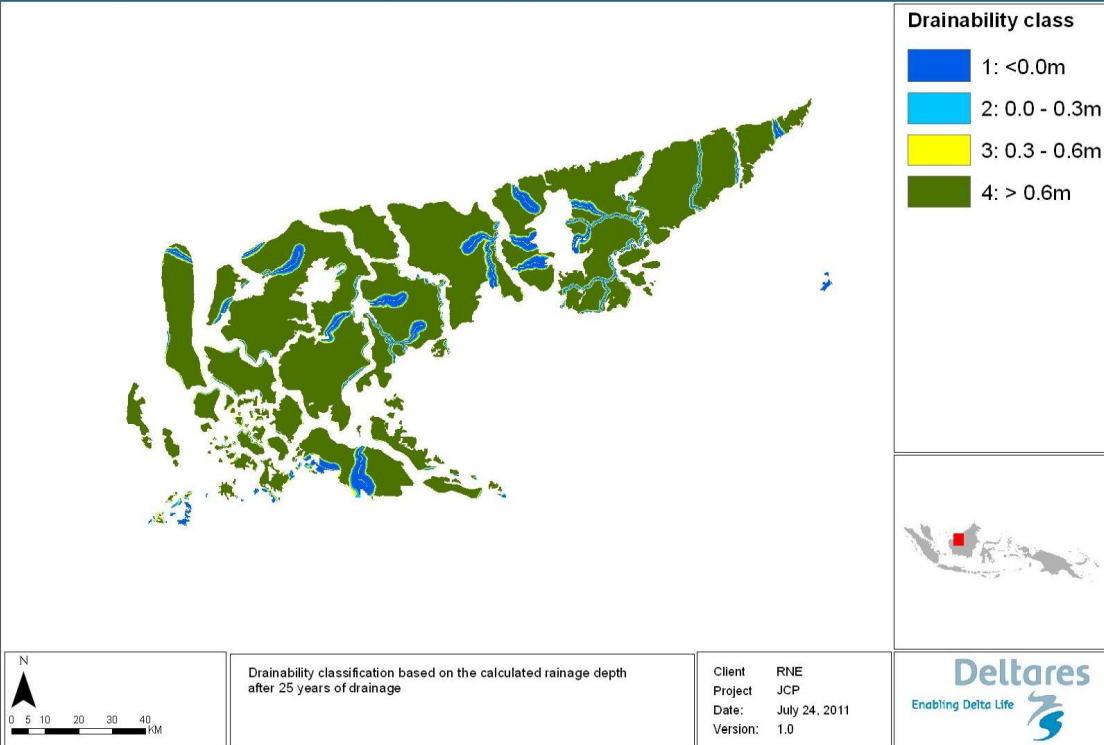 Drainability class
1: <0.0m
2: 0.0 - 0.3m
3: 0.3 - 0.6m
4: > 0.6m
N
0 5 10 20 30 40
KM
Drainability classification based on the calculated rainage depth
after 25 years of drainage
Client RNE
Project JCP
Date: July 24, 2011
Version: 1.0
Deltares
Enabling Delta Life